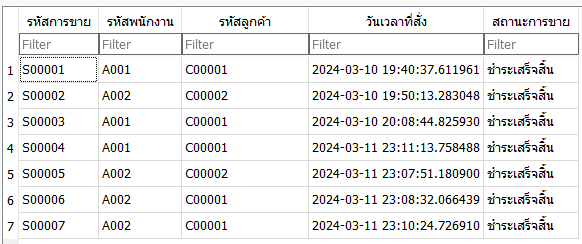 รหัสการขาย รหัสพนักงาน รหัสลูกค้า วันเวลาที่สั่ง สถานะการขาย
Filter Filter Filter Filter Filter
1 S00001 A001 C00001 2024-03-10 19:40:37.611961 ชำระเสร็จสิ้น
2 S00002 A002 C00002 2024-03-10 19:50:13.283048 ชำระเสร็จสิ้น
3 S00003 A001 C00001 2024-03-10 20:08:44.825930 ชำระเสร็จสิ้น
4 S00004 A001 C00001 2024-03-11 23:11:13.758488 ชำระเสร็จสิ้น
5 S00005 A002 C00002 2024-03-11 23:07:51.180900 ชำระเสร็จสิ้น
6 S00006 A002 C00001 2024-03-11 23:08:32.066439 ชำระเสร็จสิ้น
7 S00007 A002 C00001 2024-03-11 23:10:24.726910 ชำระเสร็จสิ้น